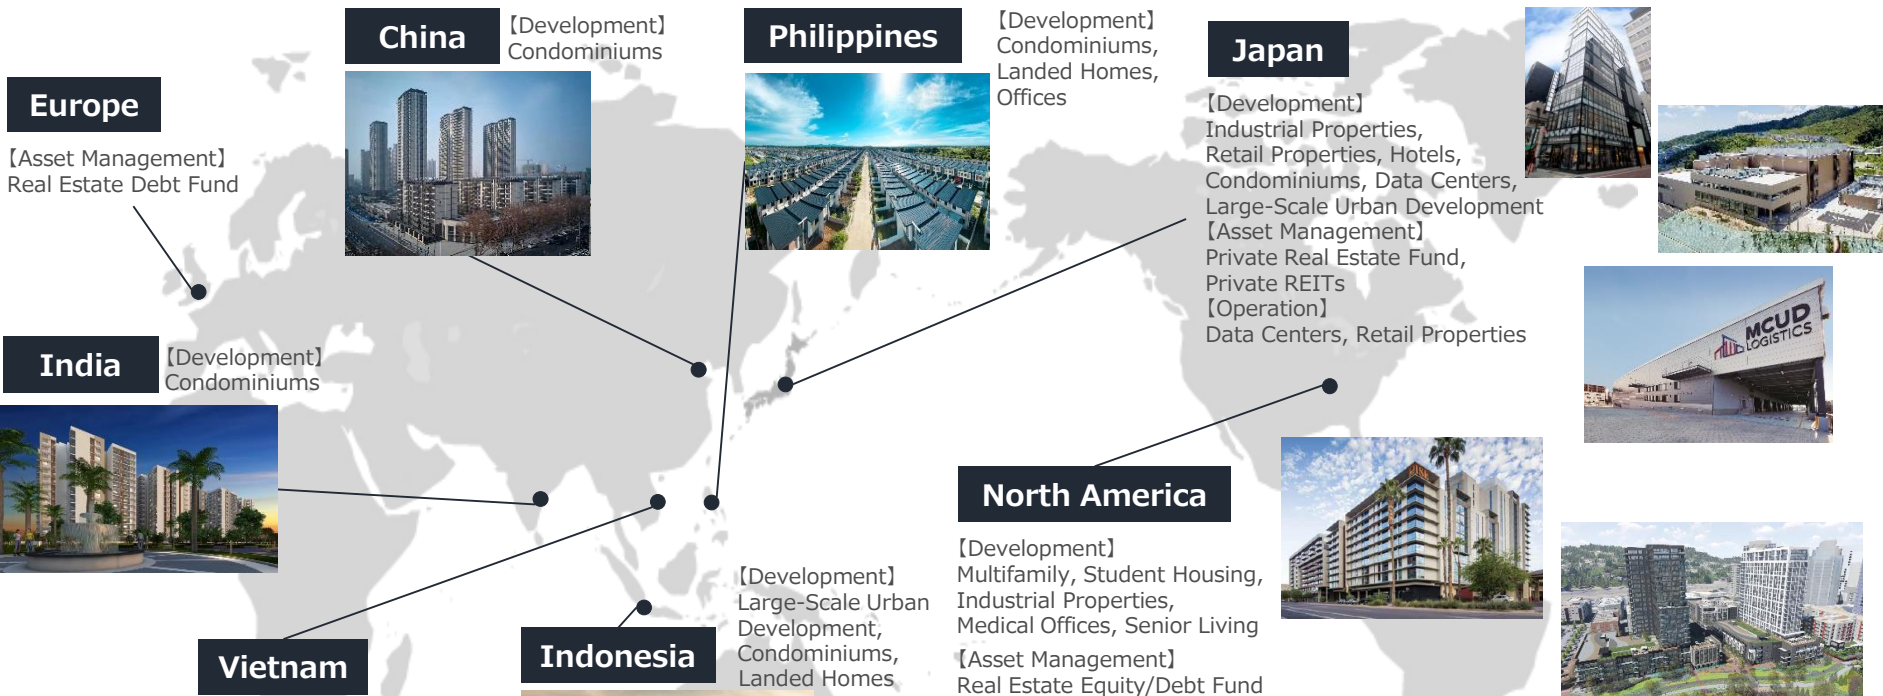 China
【Development】
Condominiums
Philippines
【Development】
Condominiums,
Landed Homes,
Offices
Japan
【Development】
Industrial Properties,
Retail Properties, Hotels,
Condominiums, Data Centers,
Large-Scale Urban Development
【Asset Management】
Private Real Estate Fund,
Private REITs
【Operation】
Data Centers, Retail Properties
Europe
【Asset Management】
Real Estate Debt Fund
India
【Development】
Condominiums
MCUD
LOGISTICS
North America
【Development】
Multifamily, Student Housing,
Industrial Properties,
Medical Offices, Senior Living
【Asset Management】
Real Estate Equity/Debt Fund
Vietnam
Indonesia
【Development】
Large-Scale Urban
Development,
Condominiums,
Landed Homes